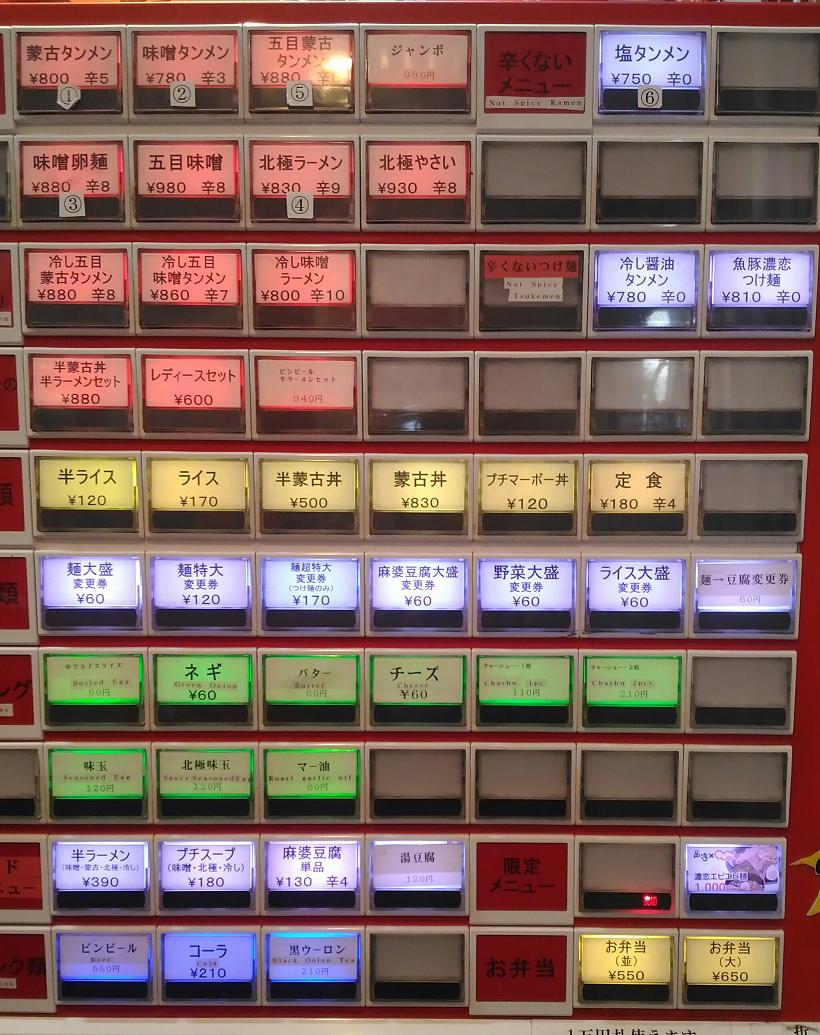 蒙古タンメン
¥800 辛5
①
味噌タンメン
¥780 辛3
②
五目蒙古
タンメン
¥880
⑤
ジャンボ
980円
辛くない
メニュー
Not Spicy Ramen
塩タンメン
¥750 辛0
⑥
味噌卵麺
¥880 辛8
③
五目味噌
¥980 辛8
北極ラーメン
¥830 辛9
④
北極やさい
¥930 辛8
冷し五目
蒙古タンメン
¥880 辛8
冷し五目
味噌タンメン
¥860 辛7
冷し味噌
ラーメン
¥800 辛10
辛くないつけ麺
Not Spicy
Tsukemen
冷し醤油
タンメン
¥780 辛0
魚豚濃恋
つけ麺
¥810 辛0
半蒙古丼
半ラーメンセット
¥880
レディースセット
¥600
ビンビール
半ラーメンセット
940円
類
半ライス
¥120
ライス
¥170
半蒙古丼
¥500
蒙古丼
¥830
プチマーボー丼
¥120
定食
¥180 辛4
類
麺大盛
変更券
¥60
麺特大
変更券
¥120
麺超特大
変更券
(つけ麺のみ)
¥170
麻婆豆腐大盛
変更券
¥60
野菜大盛
変更券
¥60
ライス大盛
変更券
¥60
麺→豆腐変更券
60円
ング
ゆで玉子スライス
Boiled Egg
60円
ネギ
Green Onion
¥60
バター
Butter
60円
チーズ
Cheese
¥60
チャーシュー・1枚
Chashu 1pc
110円
チャーシュー・2枚
Chashu 2pcs
210円
味玉
Seasoned Egg
120円
北極味玉
Spicy Seasoned Egg
120円
マー油
Roast garlic oil
60円
ド
ニュー
半ラーメン
(味噌・蒙古・北極・冷し)
¥390
プチスープ
(味噌・北極・冷し)
¥180
麻婆豆腐
単品
¥130 辛4
湯豆腐
120円
限定
メニュー
濃恋エビエビ麺
1,000
ンク類
ink
ビンビール
Beer
550円
コーラ
Cola
¥210
黒ウーロン
Black Onlon Tea
210円
お弁当
お弁当
(並)
¥550
お弁当
(大)
¥650